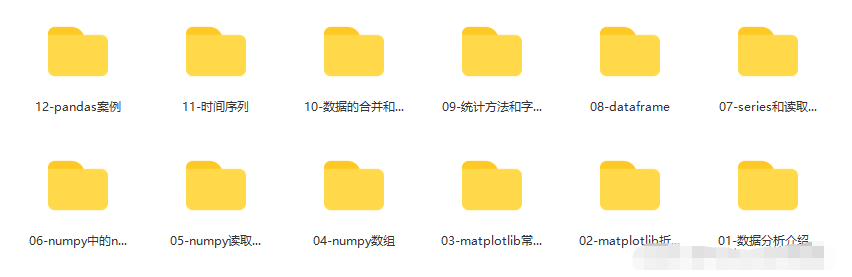 12-pandas案例
11-时间序列
10-数据的合并和...
09-统计方法和字...
08-dataframe
07-series和读取...
06-numpy中的n...
05-numpy读取...
04-numpy数组
03-matplotlib常...
02-matplotlib折...
01-数据分析介绍